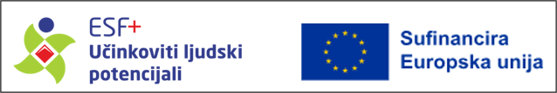 ESF+
Učinkoviti ljudski
potencijali
Sufinancira
Europska unija